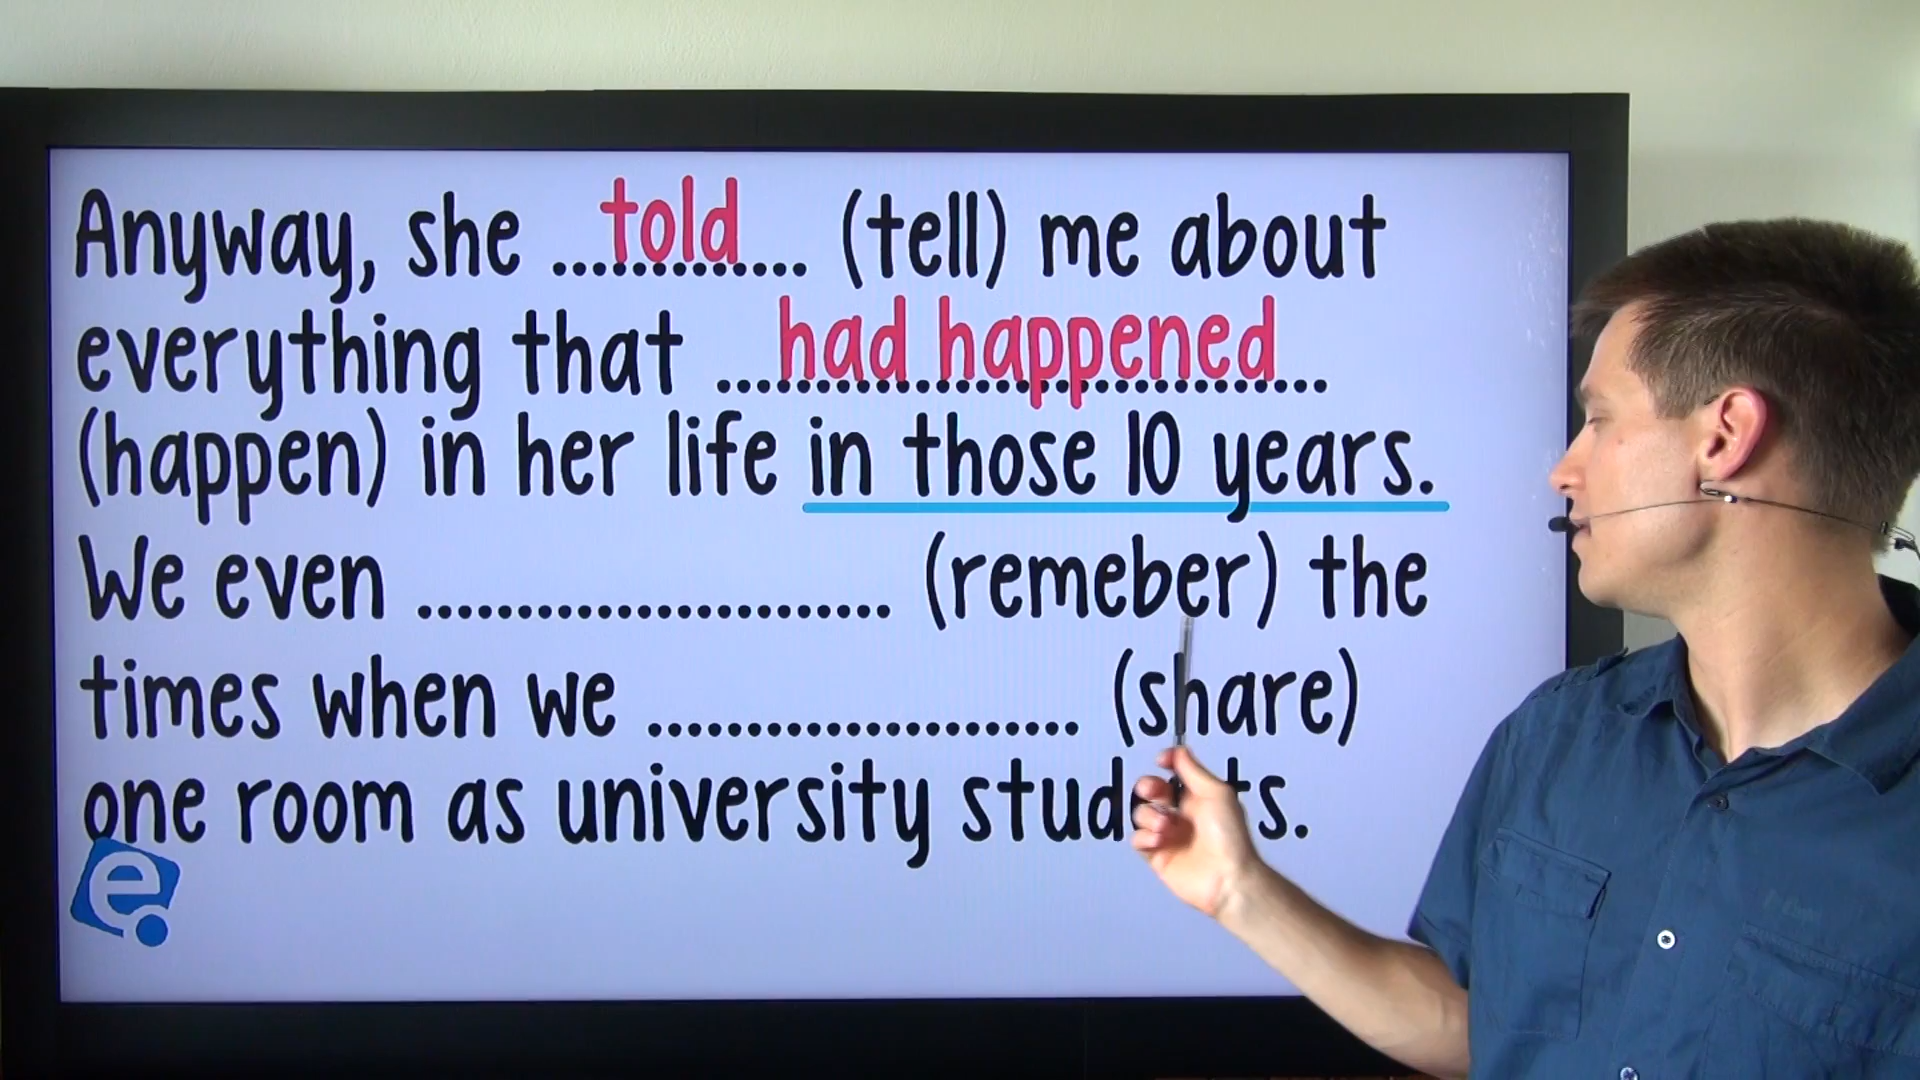 Anyway, she ....told.... (tell) me about
everything that ...had happened...
(happen) in her life in those 10 years.
We even ........................ (remeber) the
times when we ...................... (share)
one room as university students.
e